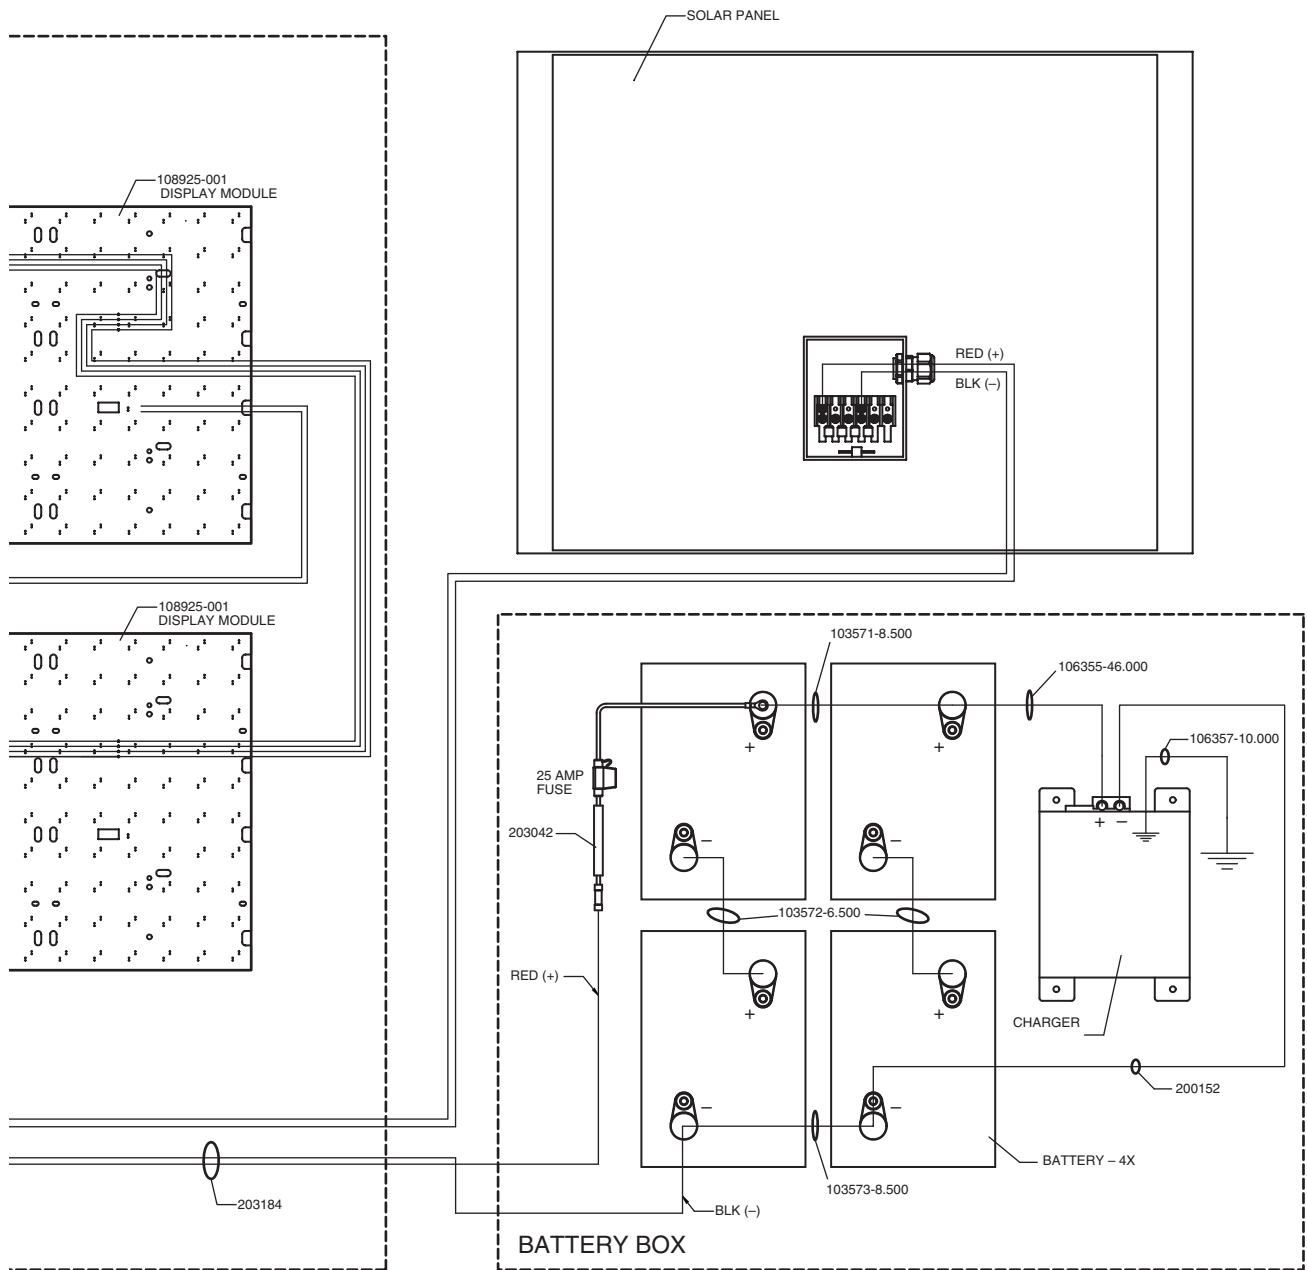 SOLAR PANEL
108925-001
DISPLAY MODULE
RED (+)
BLK (–)
108925-001
DISPLAY MODULE
103571-8.500
106355-46.000
106357-10.000
+
+
25 AMP
FUSE
+ –
203042
–
–
103572-6.500
RED (+)
+
+
CHARGER
200152
–
–
BATTERY – 4X
103573-8.500
203184
BLK (–)
BATTERY BOX